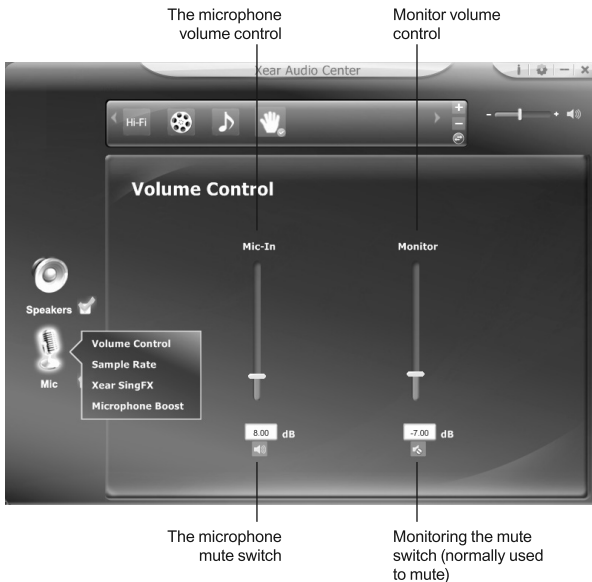 The microphone
volume control
Monitor volume
control
Xear Audio Center
i
Hi-Fi
Volume Control
Mic-In
Monitor
Speakers
Mic
Volume Control
Sample Rate
Xear SingFX
Microphone Boost
8.00 dB
-7.00 dB
The microphone
mute switch
Monitoring the mute
switch (normally used
to mute)